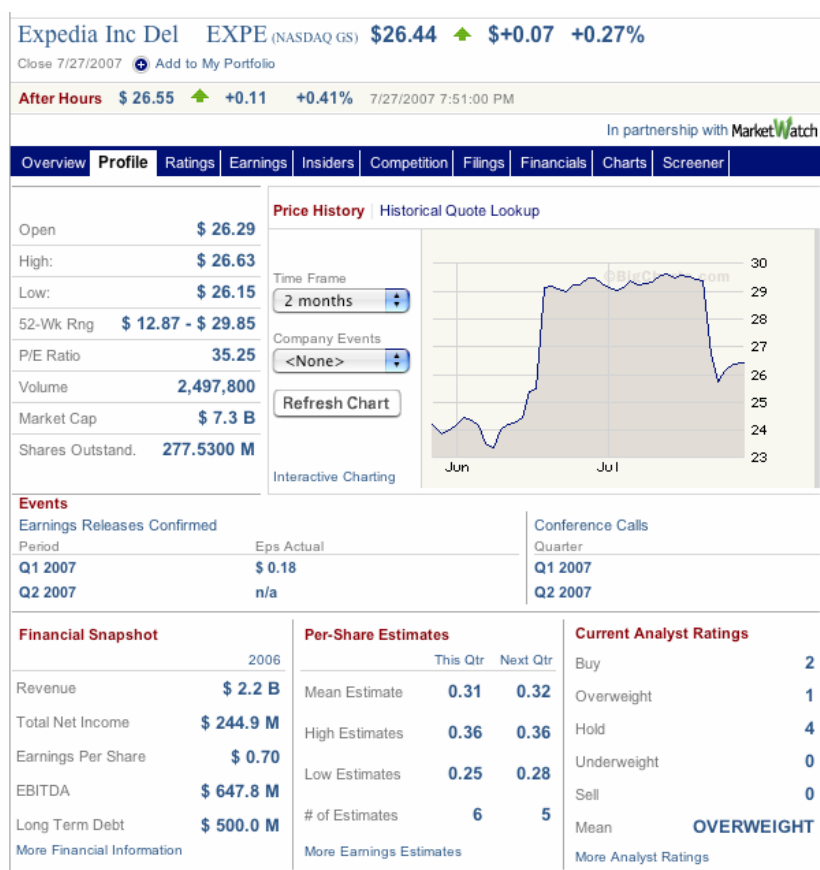 Expedia Inc Del EXPE (NASDAQ GS) $26.44 $+0.07 +0.27%
Close 7/27/2007 Add to My Portfolio
After Hours $ 26.55 +0.11 +0.41% 7/27/2007 7:51:00 PM
In partnership with MarketWatch
Overview Profile Ratings Earnings Insiders Competition Filings Financials Charts Screener
Open $ 26.29
High: $ 26.63
Low: $ 26.15
52-Wk Rng $ 12.87 - $ 29.85
P/E Ratio 35.25
Volume 2,497,800
Market Cap $ 7.3 B
Shares Outstand. 277.5300 M
Price History Historical Quote Lookup
Time Frame
2 months
Company Events
<None>
Refresh Chart
Interactive Charting
©BigCharts.com
30
29
28
27
26
25
24
23
Jun Jul
Events
Earnings Releases Confirmed
Period Eps Actual
Q1 2007 $ 0.18
Q2 2007 n/a
Conference Calls
Quarter
Q1 2007
Q2 2007
Financial Snapshot
2006
Revenue $ 2.2 B
Total Net Income $ 244.9 M
Earnings Per Share $ 0.70
EBITDA $ 647.8 M
Long Term Debt $ 500.0 M
More Financial Information
Per-Share Estimates
This Qtr Next Qtr
Mean Estimate 0.31 0.32
High Estimates 0.36 0.36
Low Estimates 0.25 0.28
# of Estimates 6 5
More Earnings Estimates
Current Analyst Ratings
Buy 2
Overweight 1
Hold 4
Underweight 0
Sell 0
Mean OVERWEIGHT
More Analyst Ratings